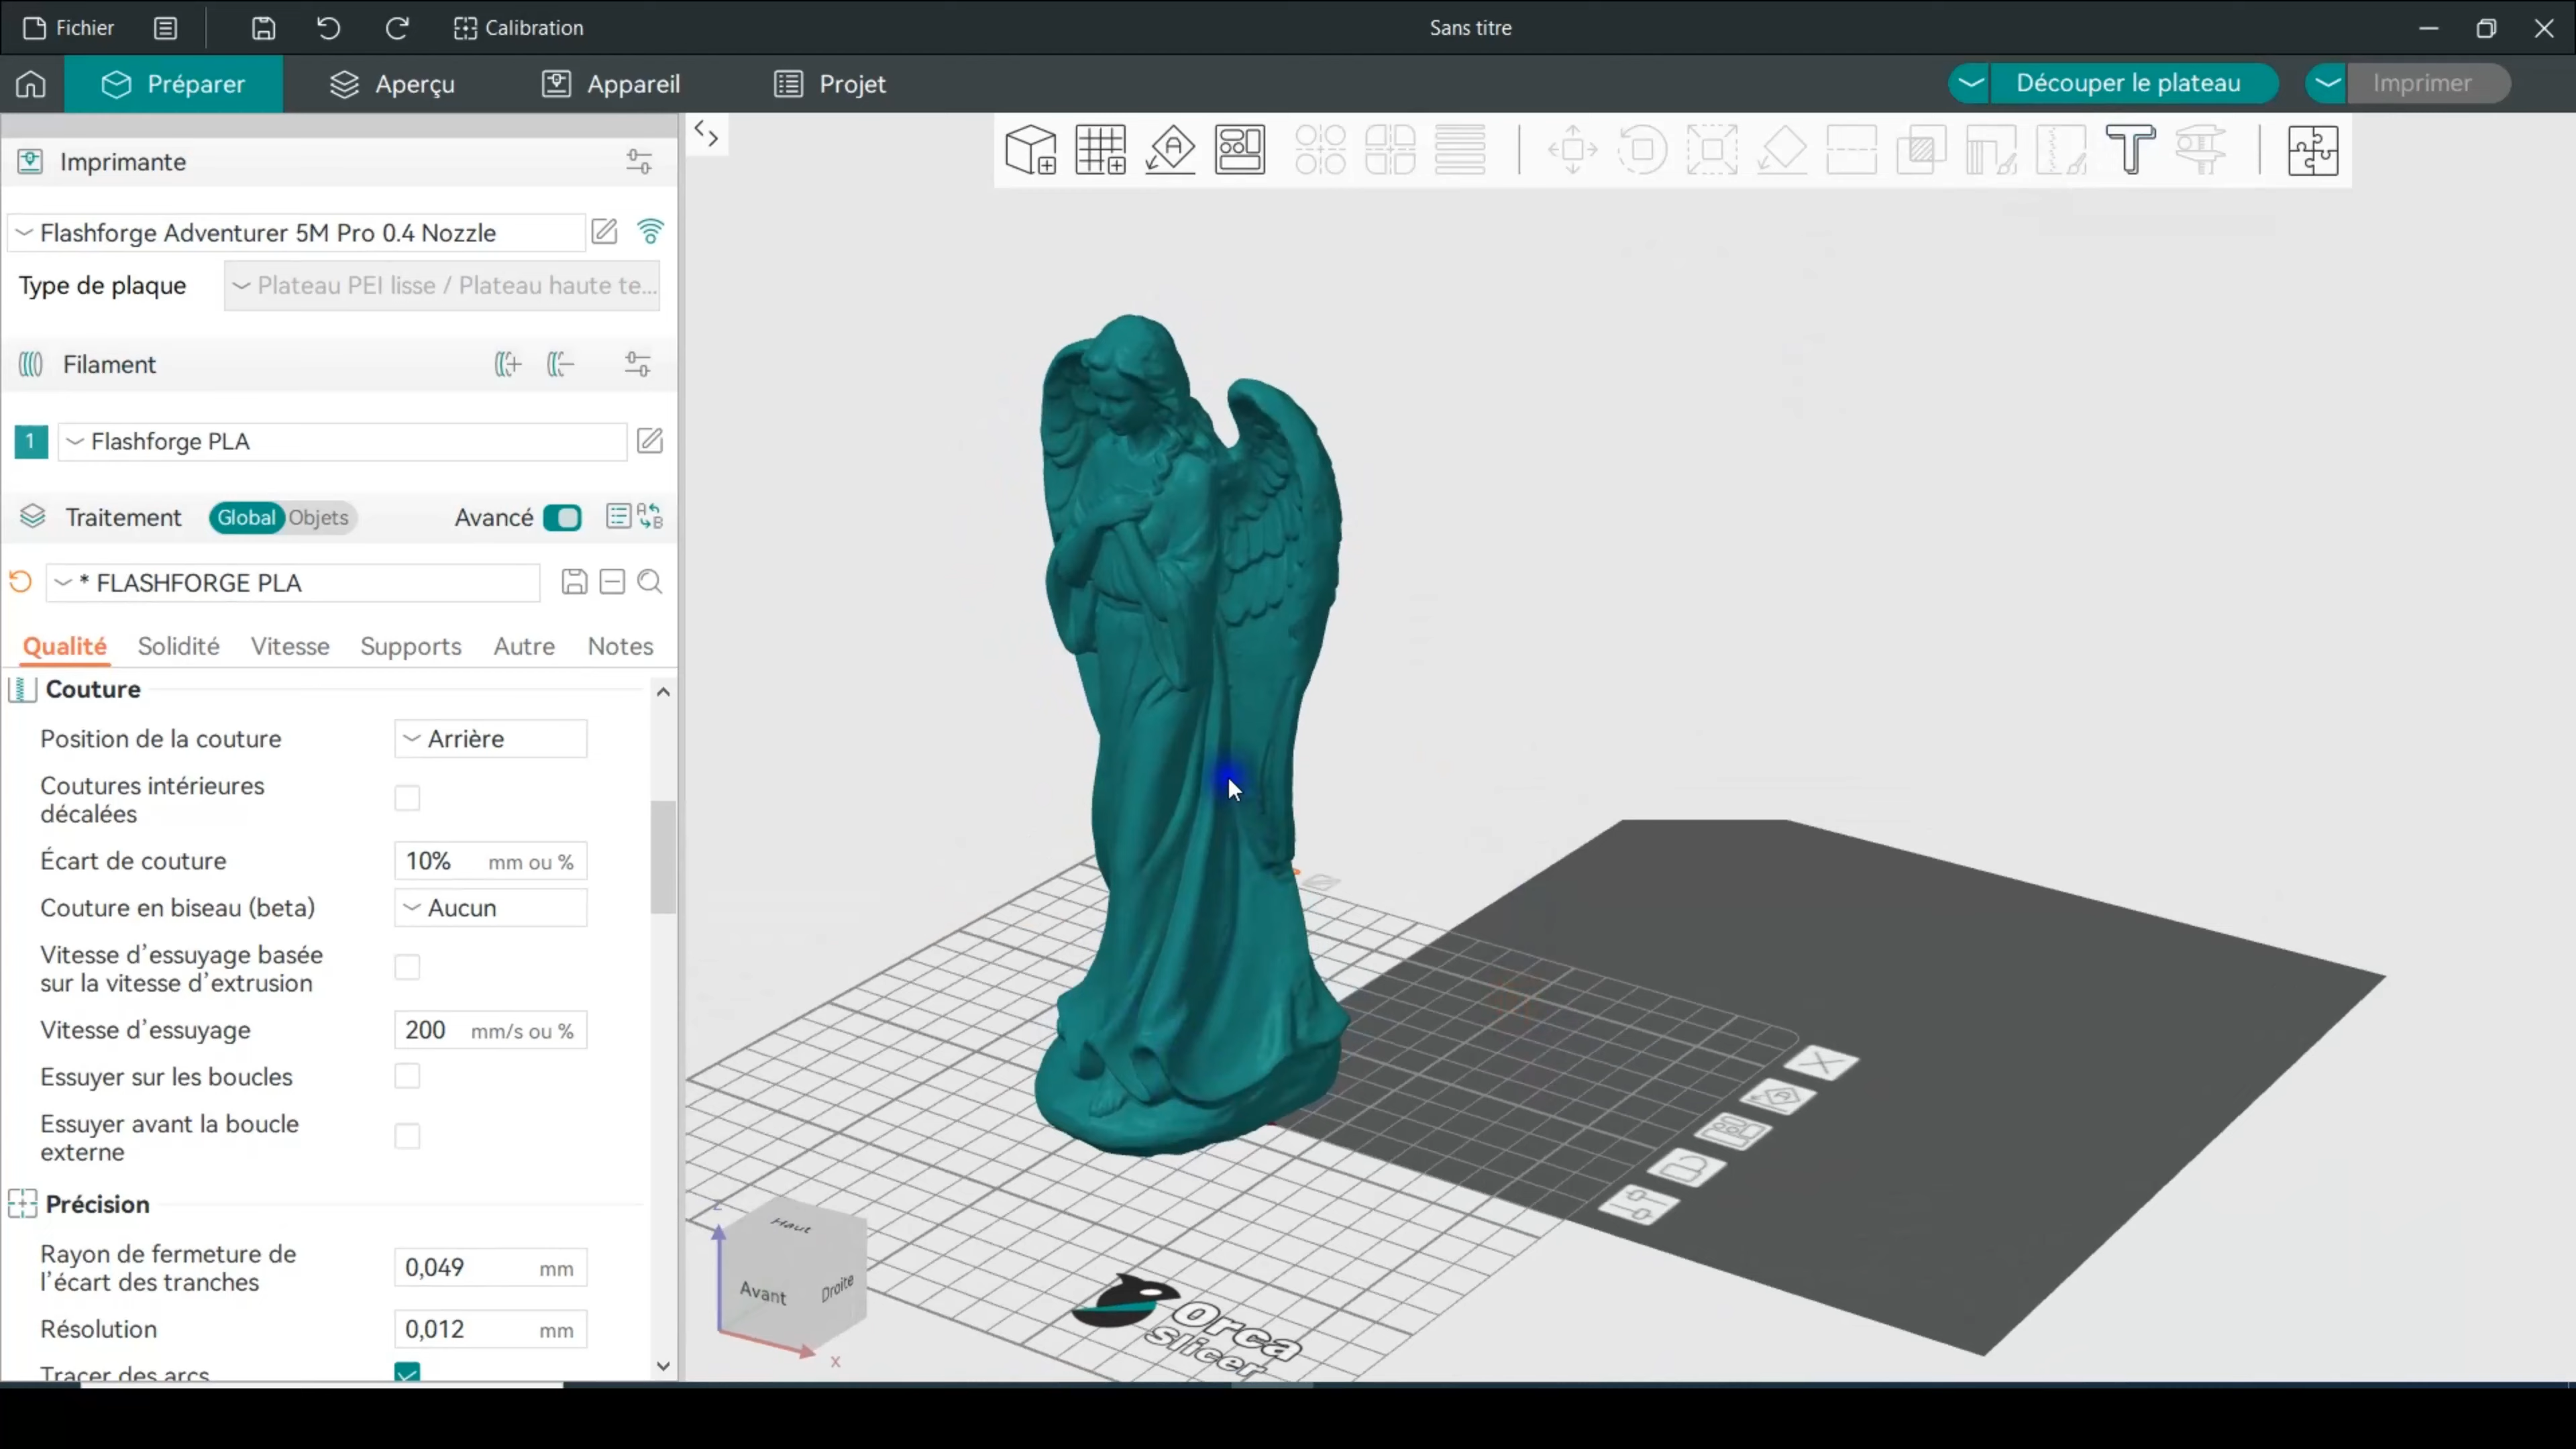 Fichier
Calibration
Sans titre
Préparer
Aperçu
Appareil
Projet
Découper le plateau
Imprimer
Imprimante
Flashforge Adventurer 5M Pro 0.4 Nozzle
Type de plaque
Plateau PEI lisse / Plateau haute te...
Filament
1
Flashforge PLA
Traitement
Global
Objets
Avancé
* FLASHFORGE PLA
Qualité
Solidité
Vitesse
Supports
Autre
Notes
Couture
Position de la couture
Arrière
Coutures intérieures
décalées
Écart de couture
10% mm ou %
Couture en biseau (beta)
Aucun
Vitesse d'essuyage basée
sur la vitesse d'extrusion
Vitesse d'essuyage
200 mm/s ou %
Essuyer sur les boucles
Essuyer avant la boucle
externe
Précision
Rayon de fermeture de
l'écart des tranches
0,049 mm
Résolution
0,012 mm
Tracer des arcs
Haut
Avant
Droite
z
x
Orca
slicer